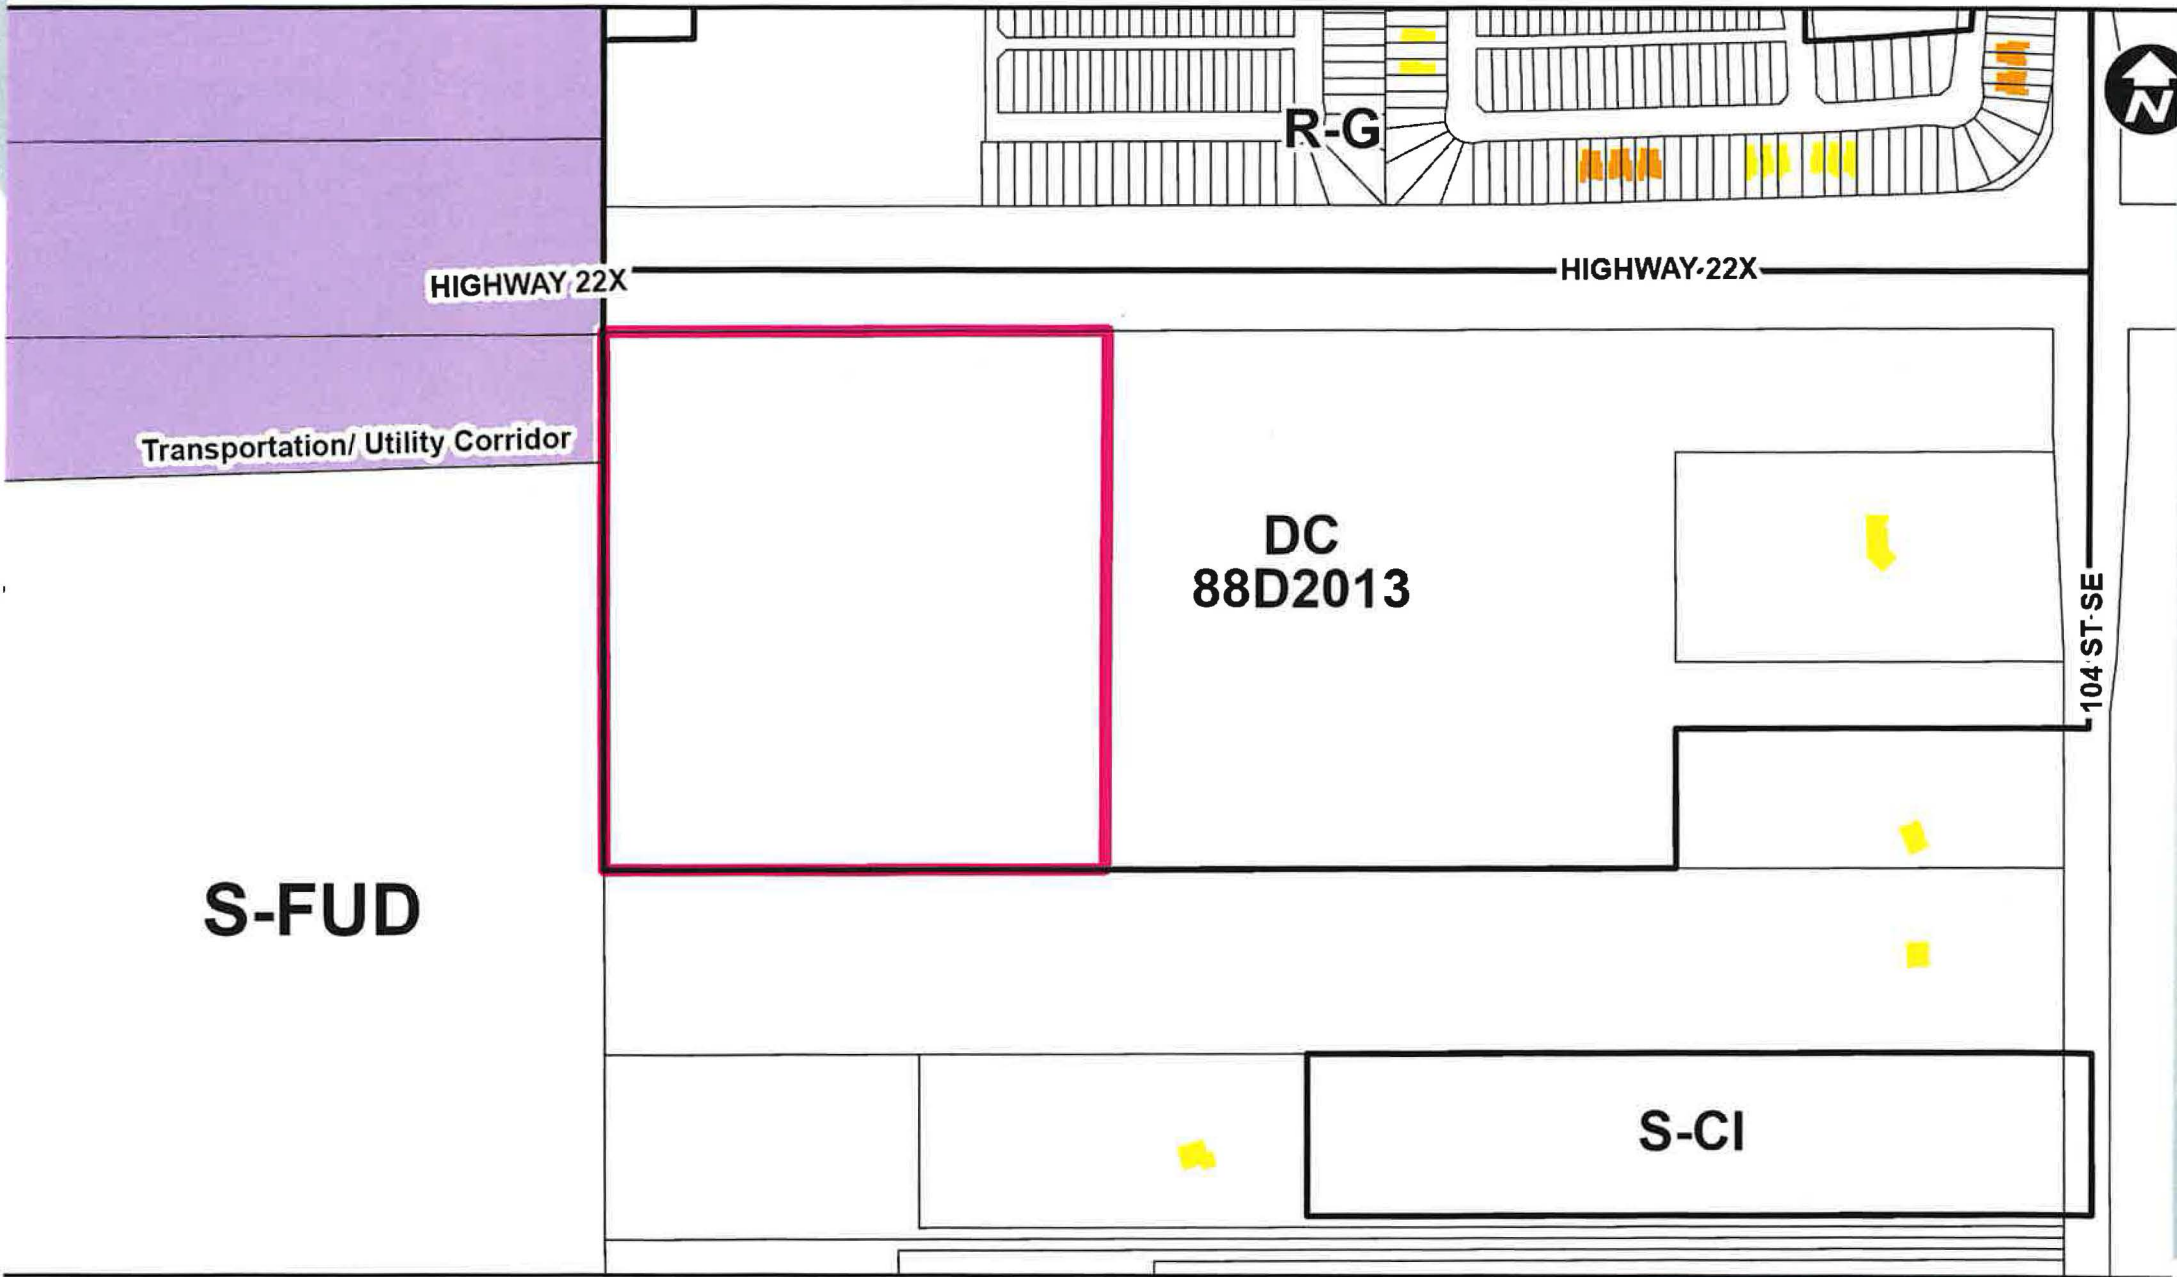 R-G
N
HIGHWAY 22X
HIGHWAY 22X
Transportation/ Utility Corridor
DC
88D2013
104 ST SE
S-FUD
S-CI